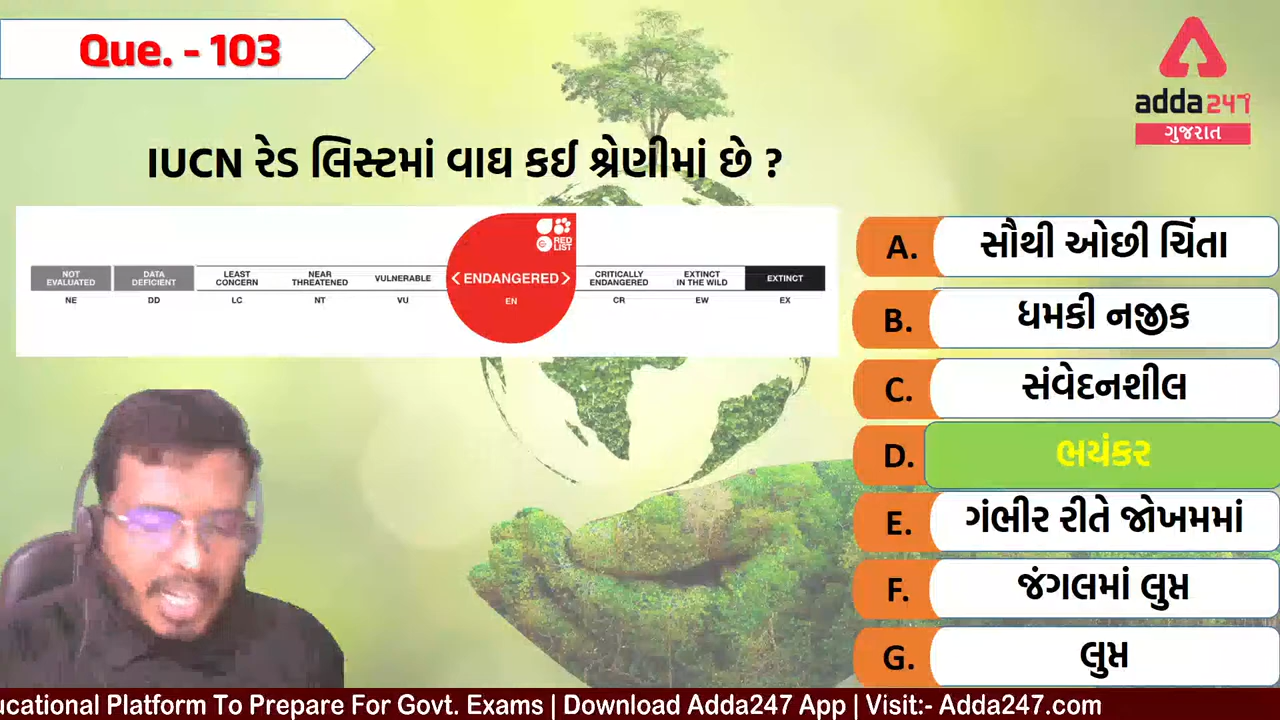 Que. - 103
adda247
ગુજરાત
IUCN રેડ લિસ્ટમાં વાઘ કઈ શ્રેણીમાં છે ?
RED
LIST
NOT EVALUATED
NE
DATA DEFICIENT
DD
LEAST CONCERN
LC
NEAR THREATENED
NT
VULNERABLE
VU
<ENDANGERED>
EN
CRITICALLY ENDANGERED
CR
EXTINCT IN THE WILD
EW
EXTINCT
EX
A. સૌથી ઓછી ચિંતા
B. ધમકી નજીક
C. સંવેદનશીલ
D. ભયંકર
E. ગંભીર રીતે જોખમમાં
F. જંગલમાં લુપ્ત
G. લુપ્ત
ucational Platform To Prepare For Govt. Exams | Download Adda247 App | Visit:- Adda247.com